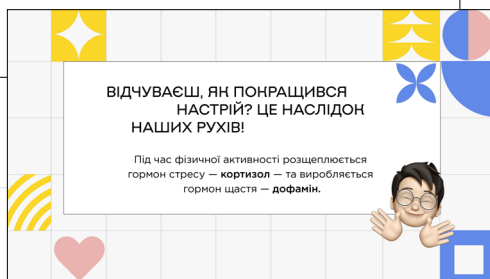 ВІДЧУВАЄШ, ЯК ПОКРАЩИВСЯ
НАСТРІЙ? ЦЕ НАСЛІДОК
НАШИХ РУХІВ!
Під час фізичної активності розщеплюється
гормон стресу — кортизол — та виробляється
гормон щастя — дофамін.